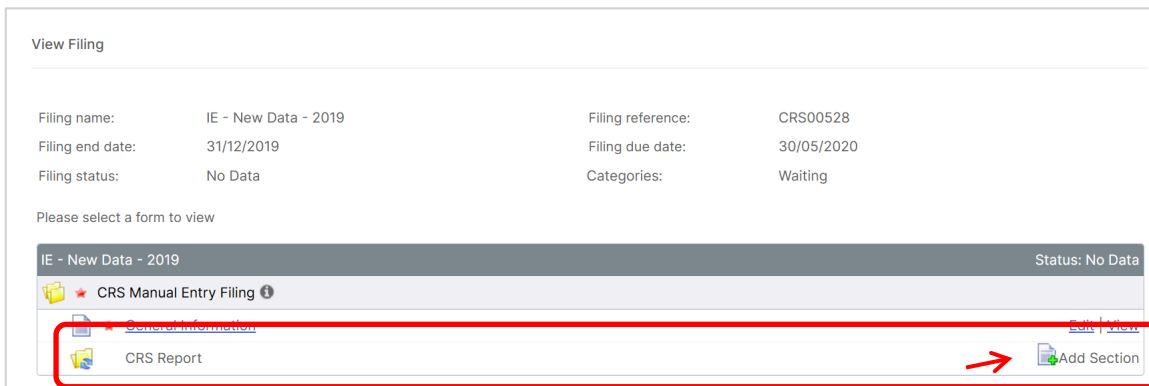 View Filing
Filing name: IE - New Data - 2019 Filing reference: CRS00528
Filing end date: 31/12/2019 Filing due date: 30/05/2020
Filing status: No Data Categories: Waiting
Please select a form to view
IE - New Data - 2019 Status: No Data
CRS Manual Entry Filing
General Information Edit | View
CRS Report Add Section